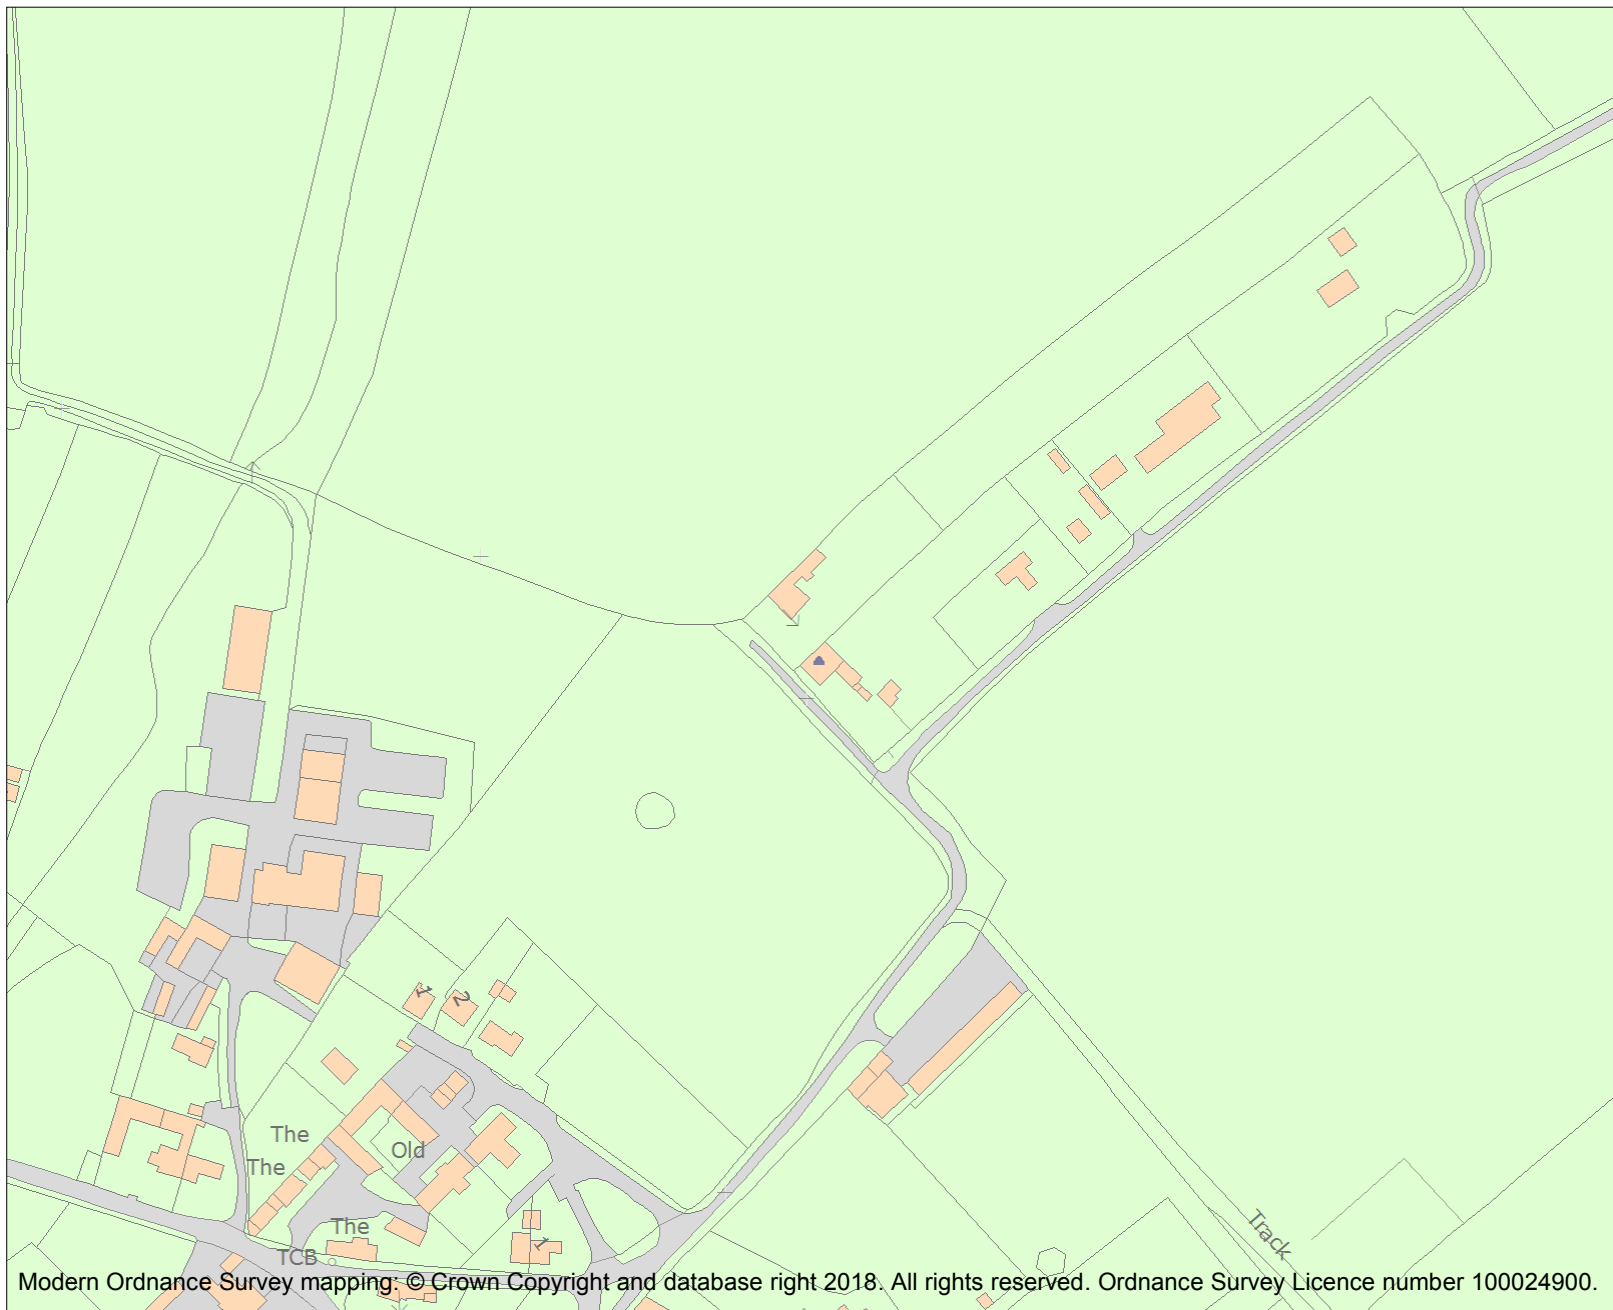 1
2
The
Old
The
The
TCB
1
Track
Modern Ordnance Survey mapping: © Crown Copyright and database right 2018. All rights reserved. Ordnance Survey Licence number 100024900.